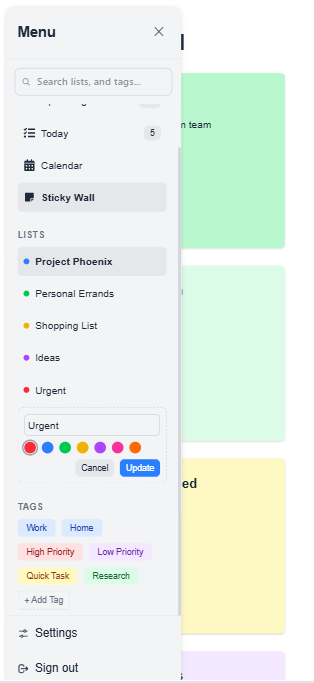 Menu
Search lists, and tags...
Today 5
m team
Calendar
Sticky Wall
LISTS
Project Phoenix
Personal Errands
Shopping List
Ideas
Urgent
Urgent
Cancel Update
ed
TAGS
Work Home
High Priority Low Priority
Quick Task Research
+ Add Tag
Settings
Sign out